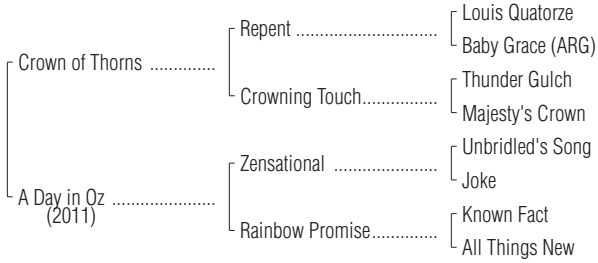 Louis Quatorze
Repent ..............................
Baby Grace (ARG)
Crown of Thorns ..............
Thunder Gulch
Crowning Touch................
Majesty's Crown
Unbridled's Song
Zensational ......................
Joke
A Day in Oz ......................
(2011)
Known Fact
Rainbow Promise..............
All Things New